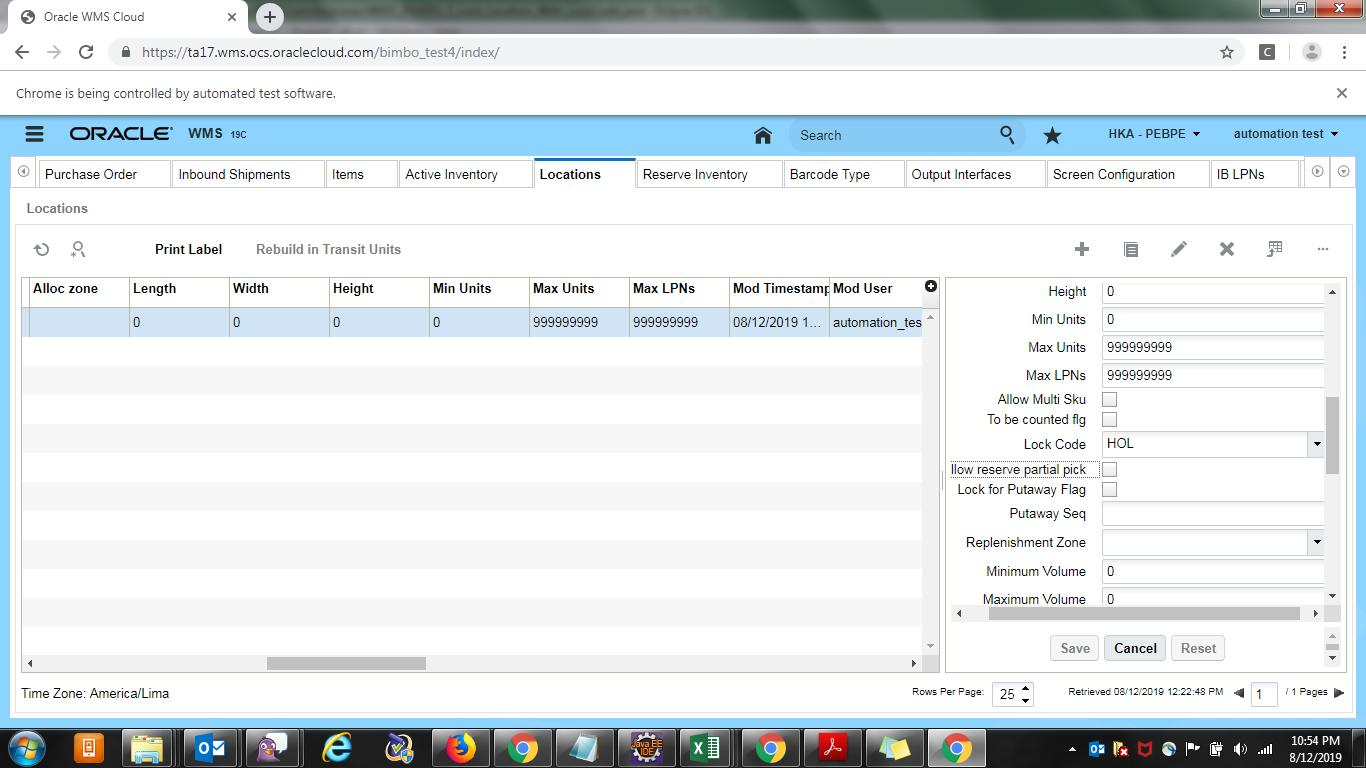 Oracle WMS Cloud
https://ta17.wms.ocs.oraclecloud.com/bimbo_test4/index/
C
Chrome is being controlled by automated test software.
ORACLE WMS 19C
Search
HKA - PEBPE
automation test
Purchase Order
Inbound Shipments
Items
Active Inventory
Locations
Reserve Inventory
Barcode Type
Output Interfaces
Screen Configuration
IB LPNs
Locations
Print Label
Rebuild in Transit Units
Alloc zone Length Width Height Min Units Max Units Max LPNs Mod Timestamp Mod User
0 0 0 0 999999999 999999999 08/12/2019 1... automation_tes
Height 0
Min Units 0
Max Units 999999999
Max LPNs 999999999
Allow Multi Sku
To be counted flg
Lock Code HOL
llow reserve partial pick
Lock for Putaway Flag
Putaway Seq
Replenishment Zone
Minimum Volume 0
Maximum Volume 0
Save Cancel Reset
Time Zone: America/Lima
Rows Per Page: 25
Retrieved 08/12/2019 12:22:48 PM
1 / 1 Pages
Java EE
IDE
10:54 PM
8/12/2019